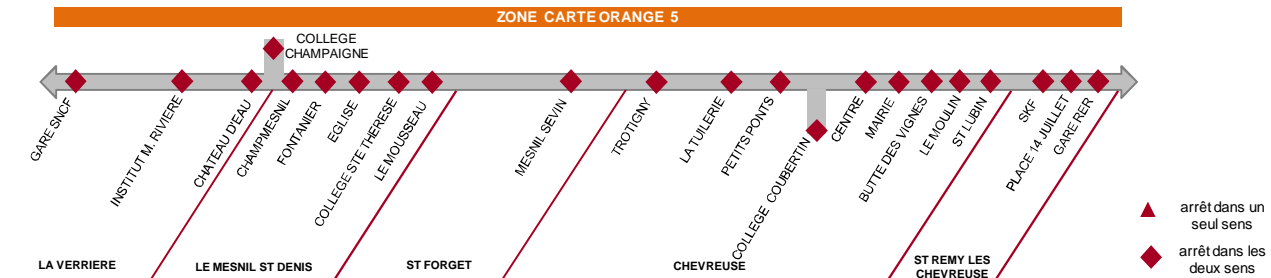 ZONE CARTE ORANGE 5
COLLEGE
CHAMPAIGNE
GARE SNCF
INSTITUT M. RIVIERE
CHATEAU D'EAU
CHAMPMESNIL
FONTANIER
EGLISE
COLLEGE STE THERESE
LE MOUSSEAU
MESNIL SEVIN
TROTIGNY
LA TUILERIE
PETITS PONTS
COLLEGE COUBERTIN
CENTRE
MAIRIE
BUTTE DES VIGNES
LE MOULIN
ST LUBIN
SKF
PLACE 14 JUILLET
GARE RER
arrêt dans un
seul sens
arrêt dans les
deux sens
LA VERRIERE
LE MESNIL ST DENIS
ST FORGET
CHEVREUSE
ST REMY LES
CHEVREUSE